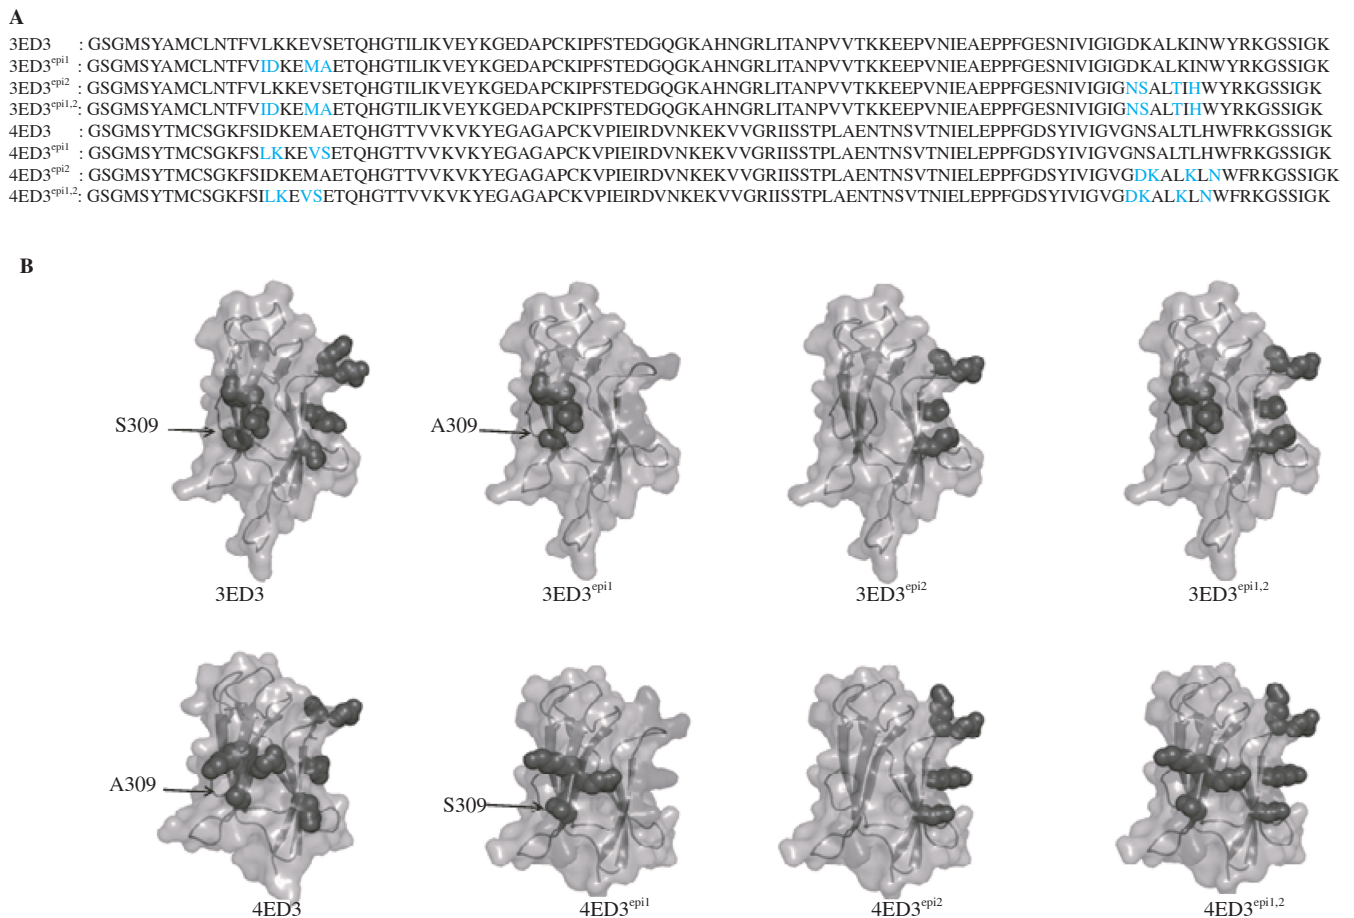 A
3ED3 : GSGMSYAMCLNTFVLKKEVSETQHGTILIKVEYKGEDAPCKIPFSTEDGQGKAHNGRLITANPVVTKKEEPVNIEAEPPFGESNIVIGIGDKALKINWYRKGSSIGK
3ED3epi1 : GSGMSYAMCLNTFVIDKEMAETQHGTILIKVEYKGEDAPCKIPFSTEDGQGKAHNGRLITANPVVTKKEEPVNIEAEPPFGESNIVIGIGDKALKINWYRKGSSIGK
3ED3epi2 : GSGMSYAMCLNTFVLKKEVSETQHGTILIKVEYKGEDAPCKIPFSTEDGQGKAHNGRLITANPVVTKKEEPVNIEAEPPFGESNIVIGIGNSALTIHWYRKGSSIGK
3ED3epi1,2: GSGMSYAMCLNTFVIDKEMAETQHGTILIKVEYKGEDAPCKIPFSTEDGQGKAHNGRLITANPVVTKKEEPVNIEAEPPFGESNIVIGIGNSALTIHWYRKGSSIGK
4ED3 : GSGMSYTMCSGKFSIDKEMAETQHGTTVVKVKYEGAGAPCKVPIEIRDVNKEKVVGRIISSTPLAENTNSVTNIELEPPFGDSYIVIGVGNSALTLHWFRKGSSIGK
4ED3epi1 : GSGMSYTMCSGKFSLKKEVSETQHGTTVVKVKYEGAGAPCKVPIEIRDVNKEKVVGRIISSTPLAENTNSVTNIELEPPFGDSYIVIGVGNSALTLHWFRKGSSIGK
4ED3epi2 : GSGMSYTMCSGKFSIDKEMAETQHGTTVVKVKYEGAGAPCKVPIEIRDVNKEKVVGRIISSTPLAENTNSVTNIELEPPFGDSYIVIGVGDKALKLNWFRKGSSIGK
4ED3epi1,2: GSGMSYTMCSGKFSILKEVSETQHGTTVVKVKYEGAGAPCKVPIEIRDVNKEKVVGRIISSTPLAENTNSVTNIELEPPFGDSYIVIGVGDKALKLNWFRKGSSIGK
B
S309
A309
3ED3
3ED3epi1
3ED3epi2
3ED3epi1,2
A309
S309
4ED3
4ED3epi1
4ED3epi2
4ED3epi1,2